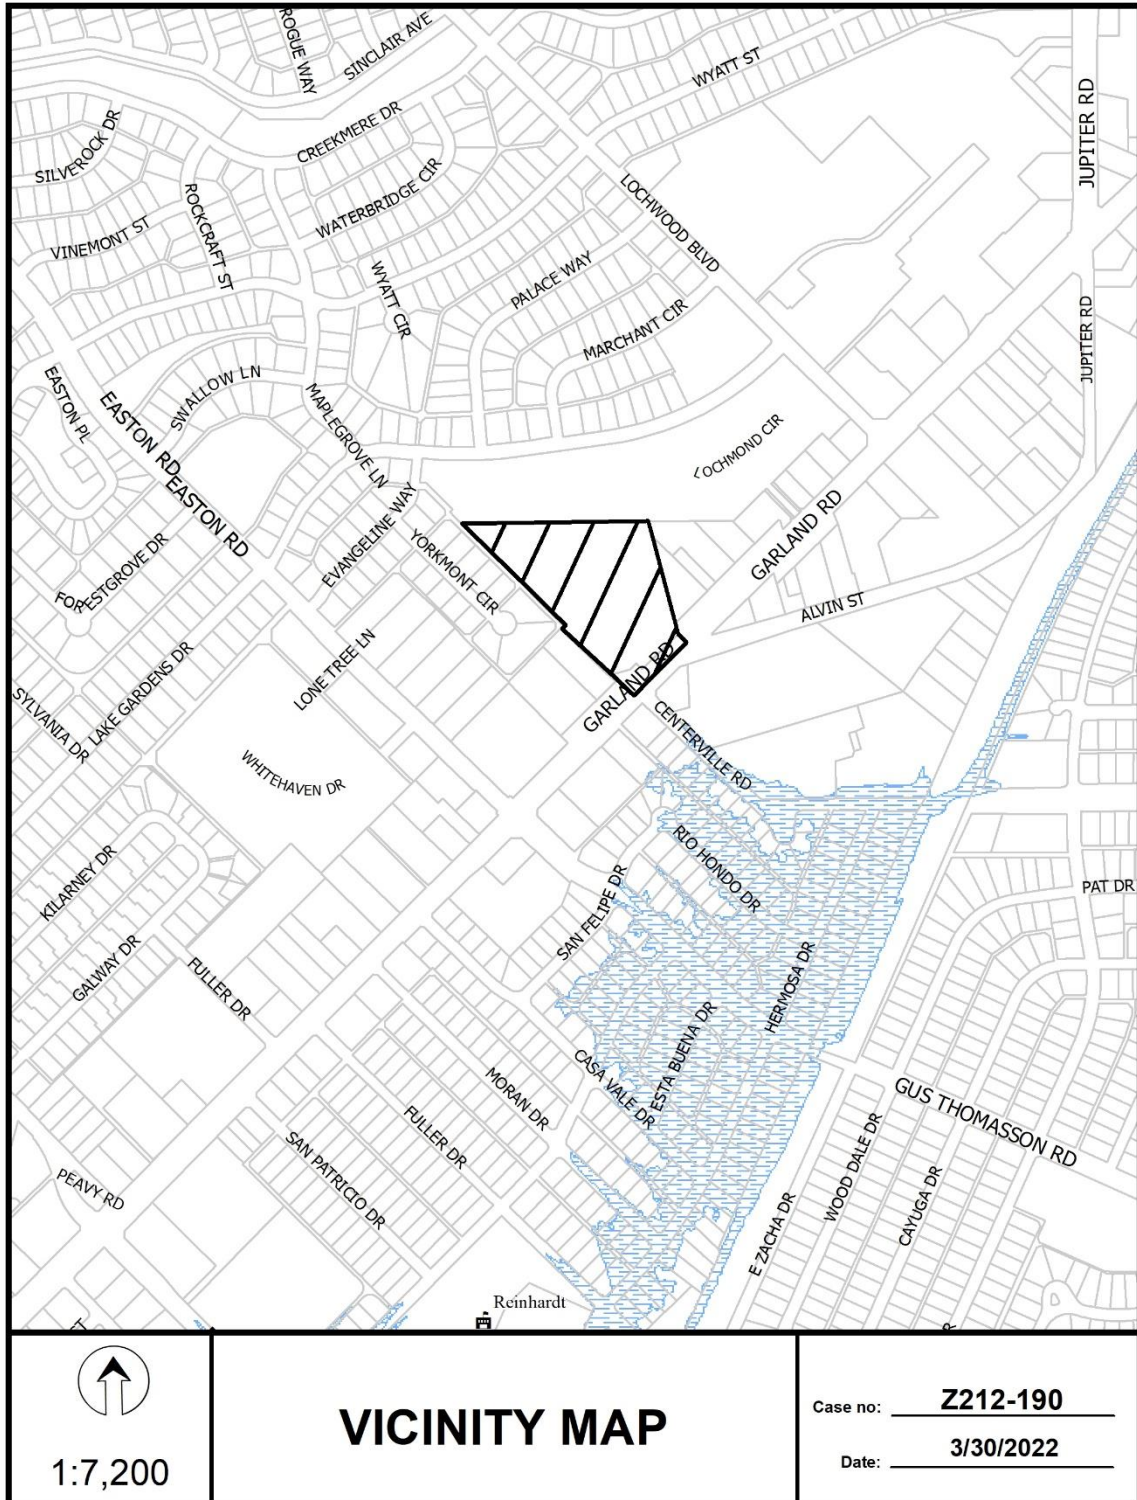 ROGUE WAY
SINCLAIR AVE
WYATT ST
JUPITER RD
CREEKMERE DR
SILVEROCK DR
WATERBRIDGE CIR
ROCKCRAFT ST
LOCHWOOD BLVD
VINEMONT ST
WYATT CIR
PALACE WAY
MARCHANT CIR
JUPITER RD
EASTON PL
SWALLOW LN
EASTON RD
MAPLEGROVE LN
OCHMOND CIR
EASTON RD
EVANGELINE WAY
YORKMONT CIR
GARLAND RD
FORESTGROVE DR
ALVIN ST
LONE TREE LN
GARLAND RD
LAKE GARDENS DR
SYLVANIA DR
CENTERVILLE RD
WHITEHAVEN DR
RIO HONDO DR
KILARNEY DR
SAN FELIPE DR
PAT DR
GALWAY DR
FULLER DR
HERMOSA DR
ESTA BUENA DR
CASA VALE DR
MORAN DR
GUS THOMASSON RD
FULLER DR
SAN PATRICIO DR
WOOD DALE DR
PEAVY RD
CAYUGA DR
E ZACHA DR
Reinhardt
ST
R
1:7,200
VICINITY MAP
Case no: Z212-190
Date: 3/30/2022